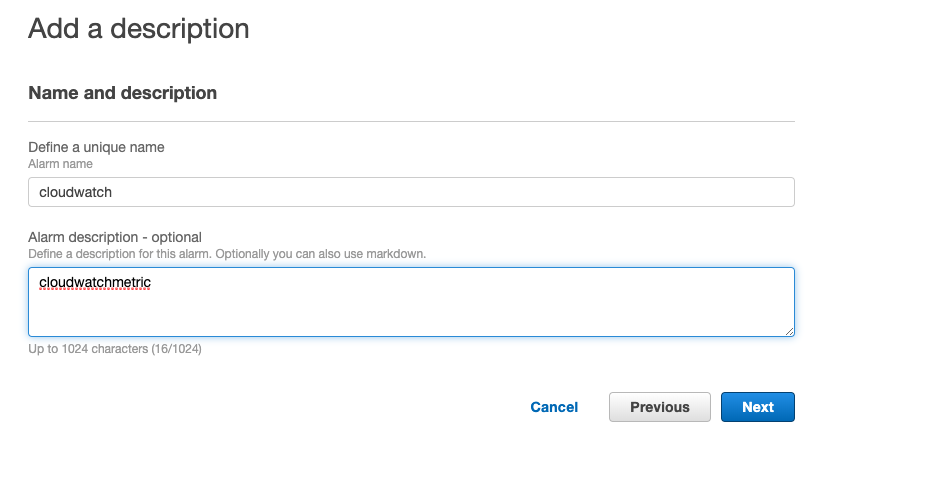 Add a description
Name and description
Define a unique name
Alarm name
cloudwatch
Alarm description - optional
Define a description for this alarm. Optionally you can also use markdown.
cloudwatchmetric
Up to 1024 characters (16/1024)
Cancel Previous Next